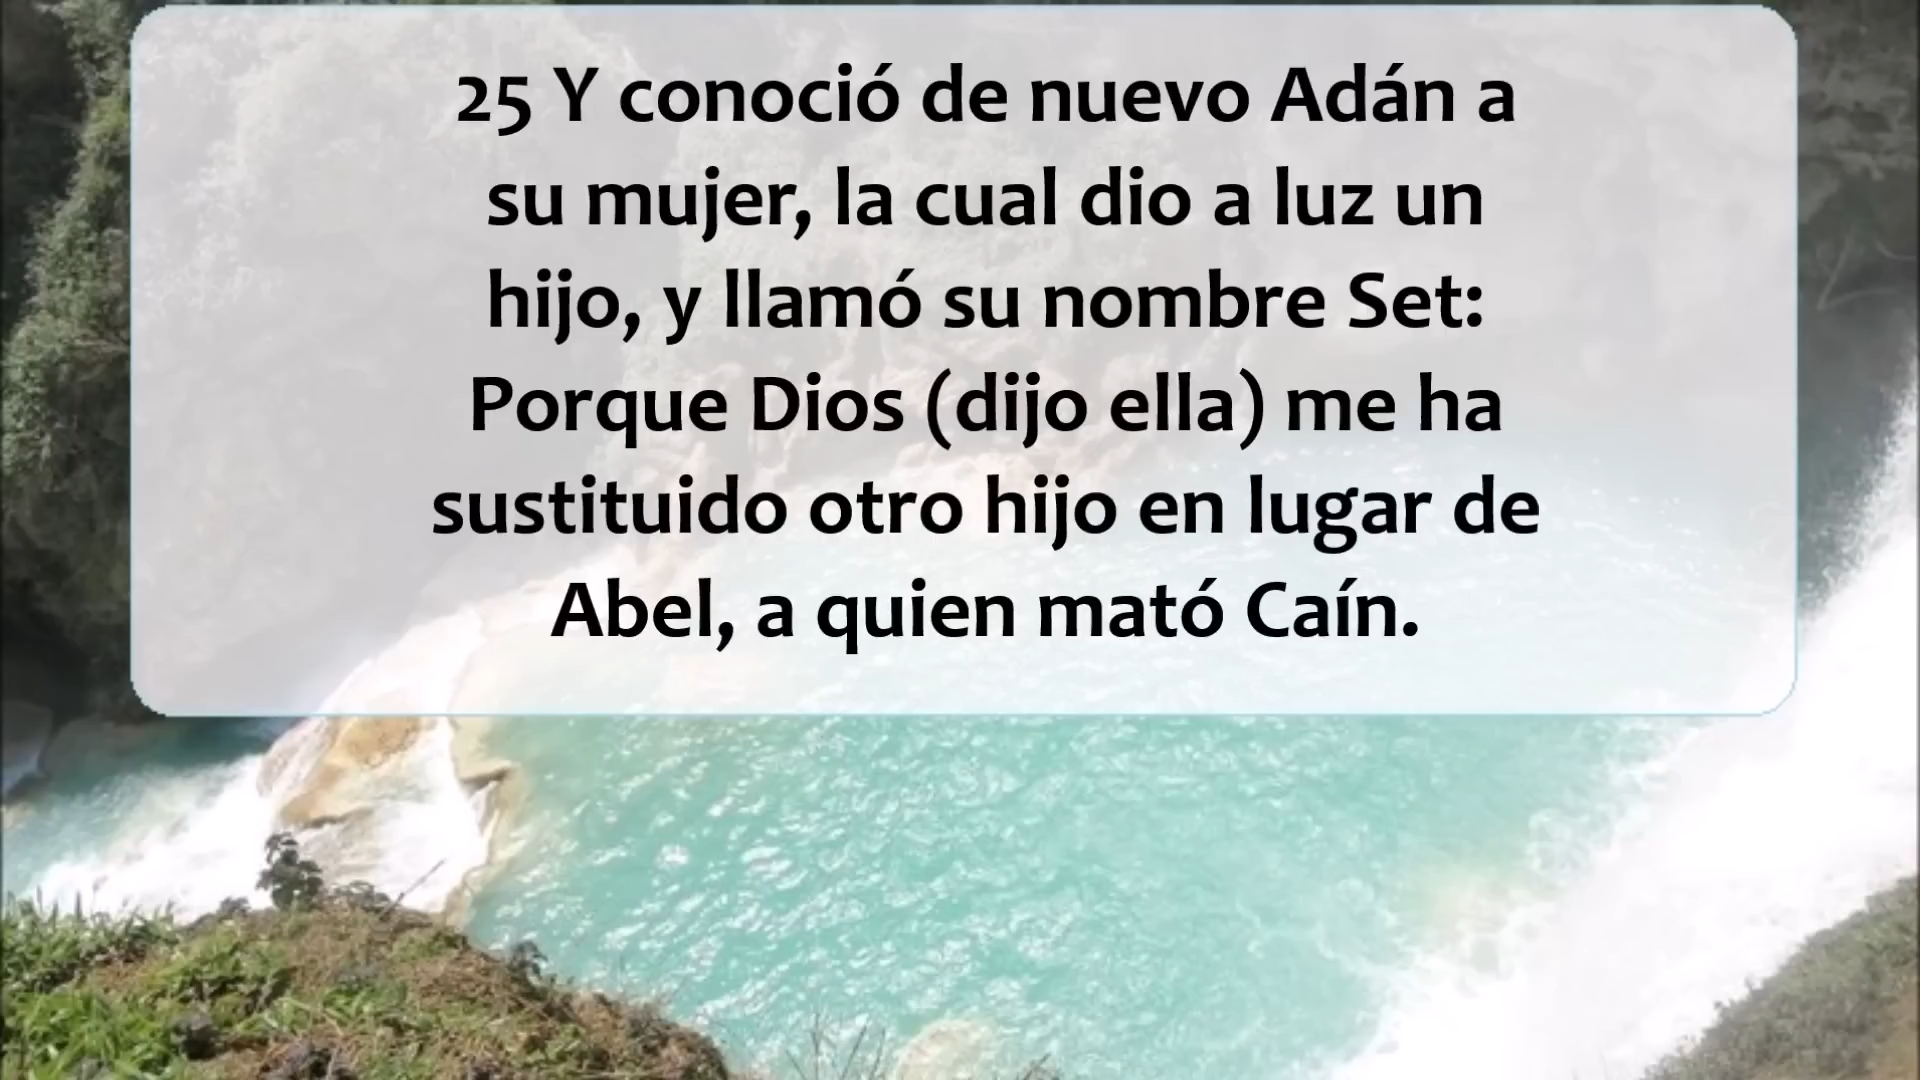 25 Y conoció de nuevo Adán a
su mujer, la cual dio a luz un
hijo, y llamó su nombre Set:
Porque Dios (dijo ella) me ha
sustituido otro hijo en lugar de
Abel, a quien mató Caín.